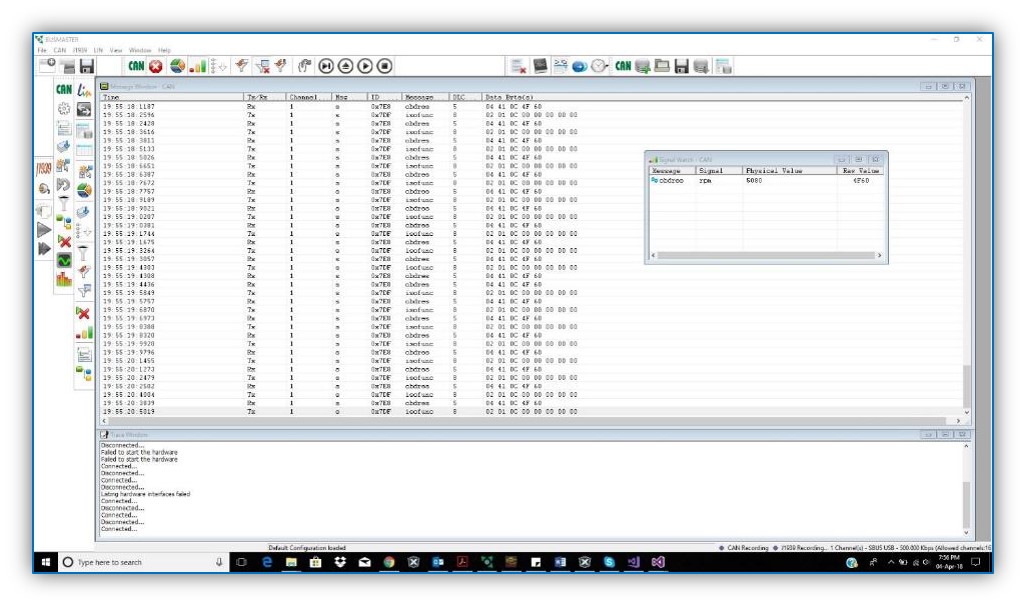 BUSMASTER
File CAN J1939 LIN View Window Help
CAN
CAN
CAN
J1939
Message Window - CAN
Time Tx/Rx Channel Msg ID Message DLC Data Byte(s)
19:55:18:1187 Rx 1 s 0x7E8 obdres 5 04 41 0C 4F 60
19:55:18:2596 Tx 1 s 0x7DF isofunc 8 02 01 0C 00 00 00 00 00
19:55:18:2428 Rx 1 s 0x7E8 obdres 5 04 41 0C 4F 60
19:55:18:3616 Tx 1 s 0x7DF isofunc 8 02 01 0C 00 00 00 00 00
19:55:18:3811 Rx 1 s 0x7E8 obdres 5 04 41 0C 4F 60
19:55:18:5133 Tx 1 s 0x7DF isofunc 8 02 01 0C 00 00 00 00 00
19:55:18:5026 Rx 1 s 0x7E8 obdres 5 04 41 0C 4F 60
19:55:18:6651 Tx 1 s 0x7DF isofunc 8 02 01 0C 00 00 00 00 00
19:55:18:6387 Rx 1 s 0x7E8 obdres 5 04 41 0C 4F 60
19:55:18:7672 Tx 1 s 0x7DF isofunc 8 02 01 0C 00 00 00 00 00
19:55:18:7757 Rx 1 s 0x7E8 obdres 5 04 41 0C 4F 60
19:55:18:9189 Tx 1 s 0x7DF isofunc 8 02 01 0C 00 00 00 00 00
19:55:18:9021 Rx 1 s 0x7E8 obdres 5 04 41 0C 4F 60
19:55:19:0207 Tx 1 s 0x7DF isofunc 8 02 01 0C 00 00 00 00 00
19:55:19:0381 Rx 1 s 0x7E8 obdres 5 04 41 0C 4F 60
19:55:19:1744 Tx 1 s 0x7DF isofunc 8 02 01 0C 00 00 00 00 00
19:55:19:1675 Rx 1 s 0x7E8 obdres 5 04 41 0C 4F 60
19:55:19:3264 Tx 1 s 0x7DF isofunc 8 02 01 0C 00 00 00 00 00
19:55:19:3057 Rx 1 s 0x7E8 obdres 5 04 41 0C 4F 60
19:55:19:4303 Tx 1 s 0x7DF isofunc 8 02 01 0C 00 00 00 00 00
19:55:19:4308 Rx 1 s 0x7E8 obdres 5 04 41 0C 4F 60
19:55:19:4436 Rx 1 s 0x7E8 obdres 5 04 41 0C 4F 60
19:55:19:5849 Tx 1 s 0x7DF isofunc 8 02 01 0C 00 00 00 00 00
19:55:19:5757 Rx 1 s 0x7E8 obdres 5 04 41 0C 4F 60
19:55:19:6870 Tx 1 s 0x7DF isofunc 8 02 01 0C 00 00 00 00 00
19:55:19:6973 Rx 1 s 0x7E8 obdres 5 04 41 0C 4F 60
19:55:19:8388 Tx 1 s 0x7DF isofunc 8 02 01 0C 00 00 00 00 00
19:55:19:8320 Rx 1 s 0x7E8 obdres 5 04 41 0C 4F 60
19:55:19:9920 Tx 1 s 0x7DF isofunc 8 02 01 0C 00 00 00 00 00
19:55:19:9796 Rx 1 s 0x7E8 obdres 5 04 41 0C 4F 60
19:55:20:1455 Tx 1 s 0x7DF isofunc 8 02 01 0C 00 00 00 00 00
19:55:20:1273 Rx 1 s 0x7E8 obdres 5 04 41 0C 4F 60
19:55:20:2479 Tx 1 s 0x7DF isofunc 8 02 01 0C 00 00 00 00 00
19:55:20:2502 Rx 1 s 0x7E8 obdres 5 04 41 0C 4F 60
19:55:20:4004 Tx 1 s 0x7DF isofunc 8 02 01 0C 00 00 00 00 00
19:55:20:3839 Rx 1 s 0x7E8 obdres 5 04 41 0C 4F 60
19:55:20:5019 Tx 1 s 0x7DF isofunc 8 02 01 0C 00 00 00 00 00
Signal Watch - CAN
Message Signal Physical Value Raw Value
obdres rpm 5080 4F60
Trace Window
Disconnected...
Failed to start the hardware
Failed to start the hardware
Connected...
Disconnected...
Connected...
Disconnected...
Listing hardware interfaces failed
Connected...
Disconnected...
Connected...
Disconnected...
Connected...
Default Configuration loaded
CAN Recording J1939 Recording... 1 Channel(s) - SBUS USB - 500.000 Kbps (Allowed channels:16
Type here to search
7:56 PM
04-Apr-18